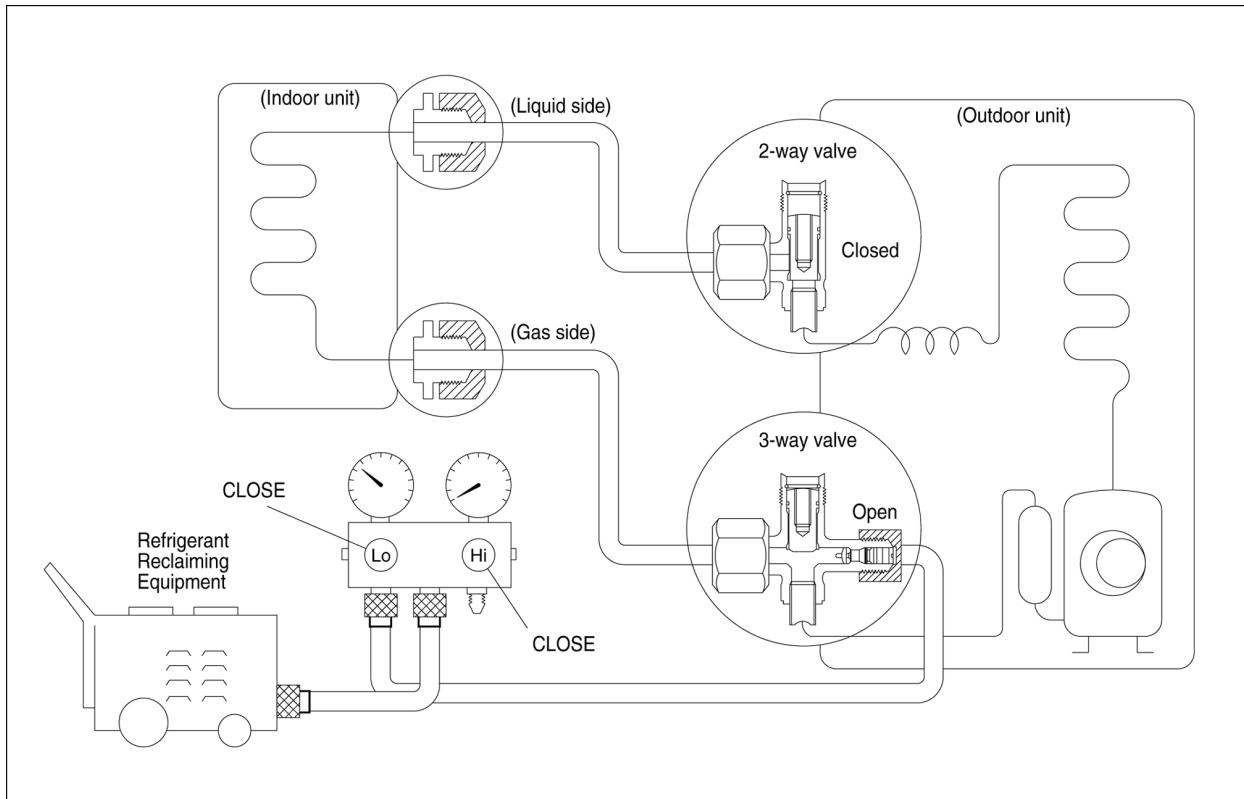 (Indoor unit)
(Liquid side)
(Outdoor unit)
2-way valve
Closed
(Gas side)
3-way valve
Open
CLOSE
Lo
Hi
Refrigerant
Reclaiming
Equipment
CLOSE